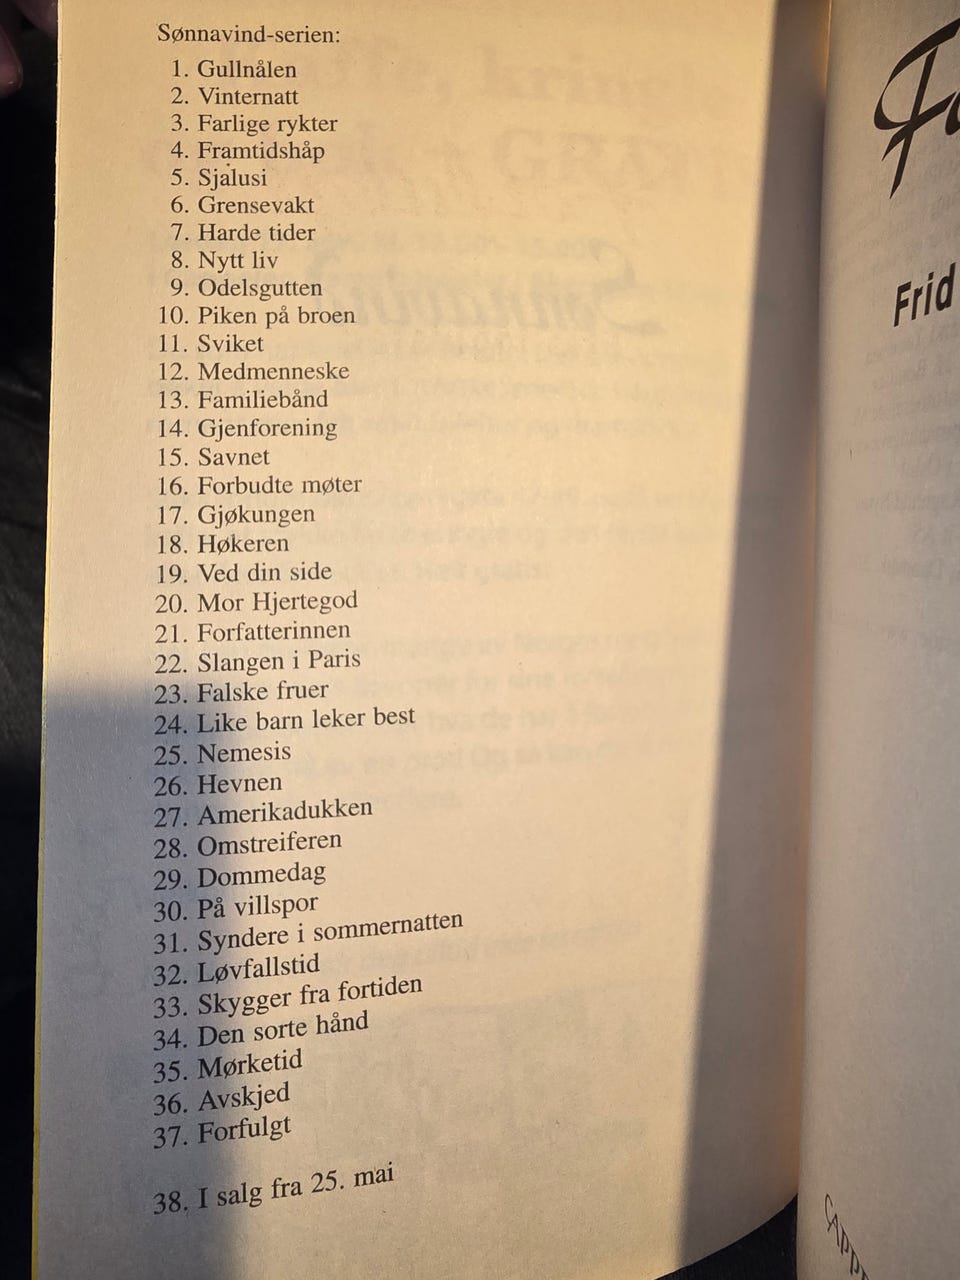 Sønnavind-serien:
1. Gullnålen
2. Vinternatt
3. Farlige rykter
4. Framtidshåp
5. Sjalusi
6. Grensevakt
7. Harde tider
8. Nytt liv
9. Odelsgutten
10. Piken på broen
11. Sviket
12. Medmenneske
13. Familiebånd
14. Gjenforening
15. Savnet
16. Forbudte møter
17. Gjøkungen
18. Høkeren
19. Ved din side
20. Mor Hjertegod
21. Forfatterinnen
22. Slangen i Paris
23. Falske fruer
24. Like barn leker best
25. Nemesis
26. Hevnen
27. Amerikadukken
28. Omstreiferen
29. Dommedag
30. På villspor
31. Syndere i sommernatten
32. Løvfallstid
33. Skygger fra fortiden
34. Den sorte hånd
35. Mørketid
36. Avskjed
37. Forfulgt
38. I salg fra 25. mai
Frid